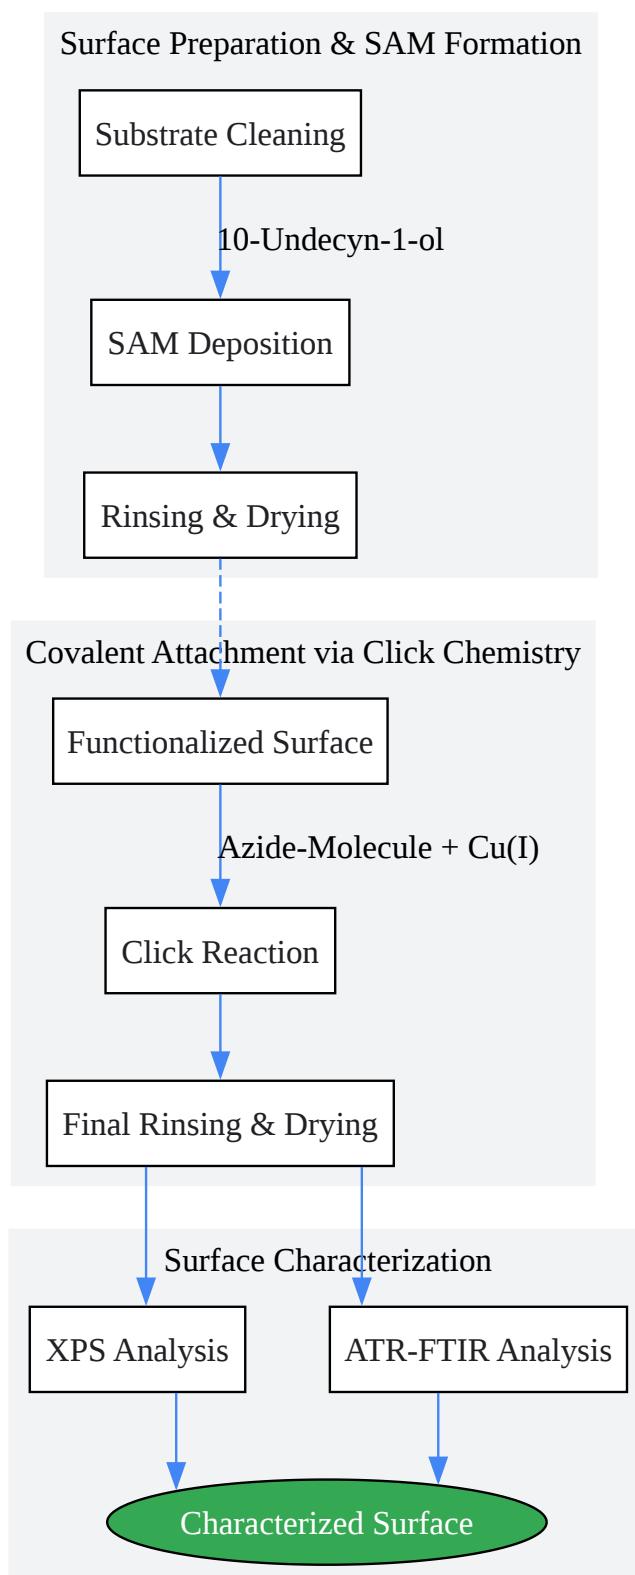 Surface Preparation & SAM Formation
Substrate Cleaning
10-Undecyn-1-ol
SAM Deposition
Rinsing & Drying
Covalent Attachment via Click Chemistry
Functionalized Surface
Azide-Molecule + Cu(I)
Click Reaction
Final Rinsing & Drying
Surface Characterization
XPS Analysis
ATR-FTIR Analysis
Characterized Surface